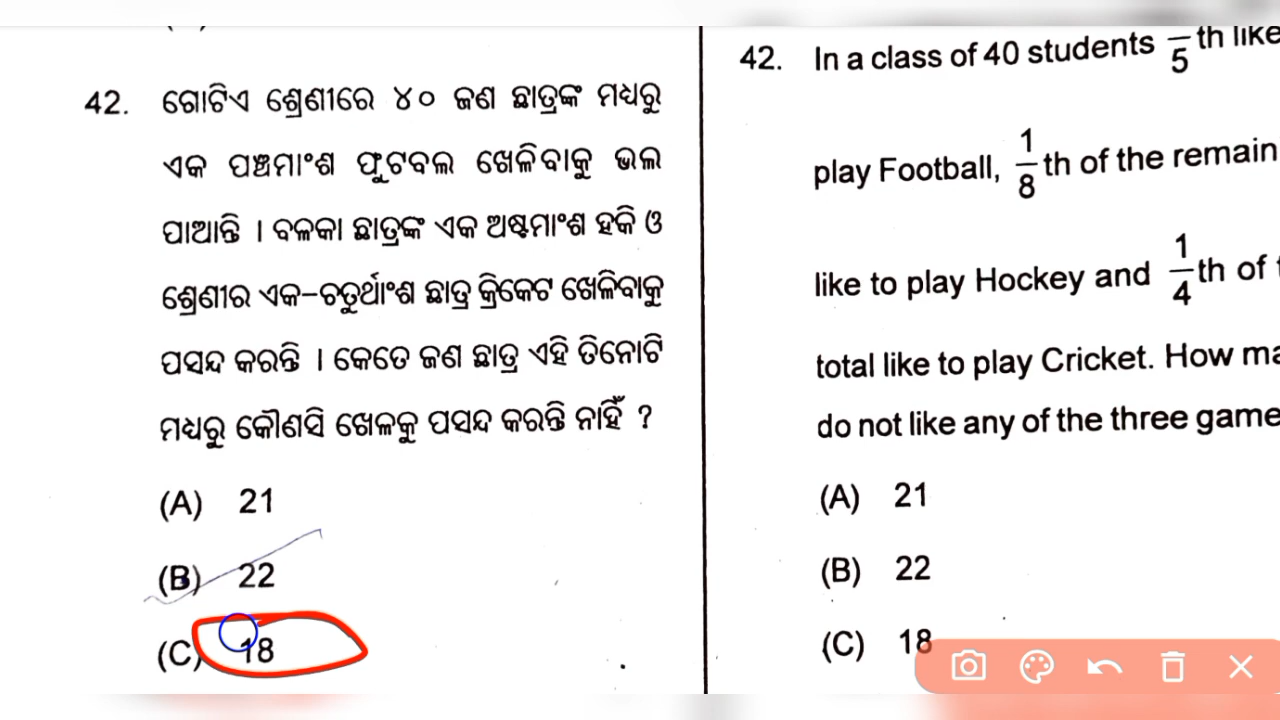 42. ଗୋଟିଏ ଶ୍ରେଣୀରେ ୪୦ ଜଣ ଛାତ୍ରଙ୍କ ମଧ୍ୟରୁ
ଏକ ପଞ୍ଚମାଂଶ ଫୁଟବଲ ଖେଳିବାକୁ ଭଲ
ପାଆନ୍ତି । ବଳକା ଛାତ୍ରଙ୍କ ଏକ ଅଷ୍ଟମାଂଶ ହକି ଓ
ଶ୍ରେଣୀର ଏକ-ଚତୁର୍ଥାଂଶ ଛାତ୍ର କ୍ରିକେଟ ଖେଳିବାକୁ
ପସନ୍ଦ କରନ୍ତି । କେତେ ଜଣ ଛାତ୍ର ଏହି ତିନୋଟି
ମଧ୍ୟରୁ କୌଣସି ଖେଳକୁ ପସନ୍ଦ କରନ୍ତି ନାହିଁ ?
(A) 21
(B) 22
(C) 18
42. In a class of 40 students /5 th like
play Football, 1/8 th of the remain
like to play Hockey and 1/4 th of
total like to play Cricket. How
do not like any of the three game
(A) 21
(B) 22
(C) 18